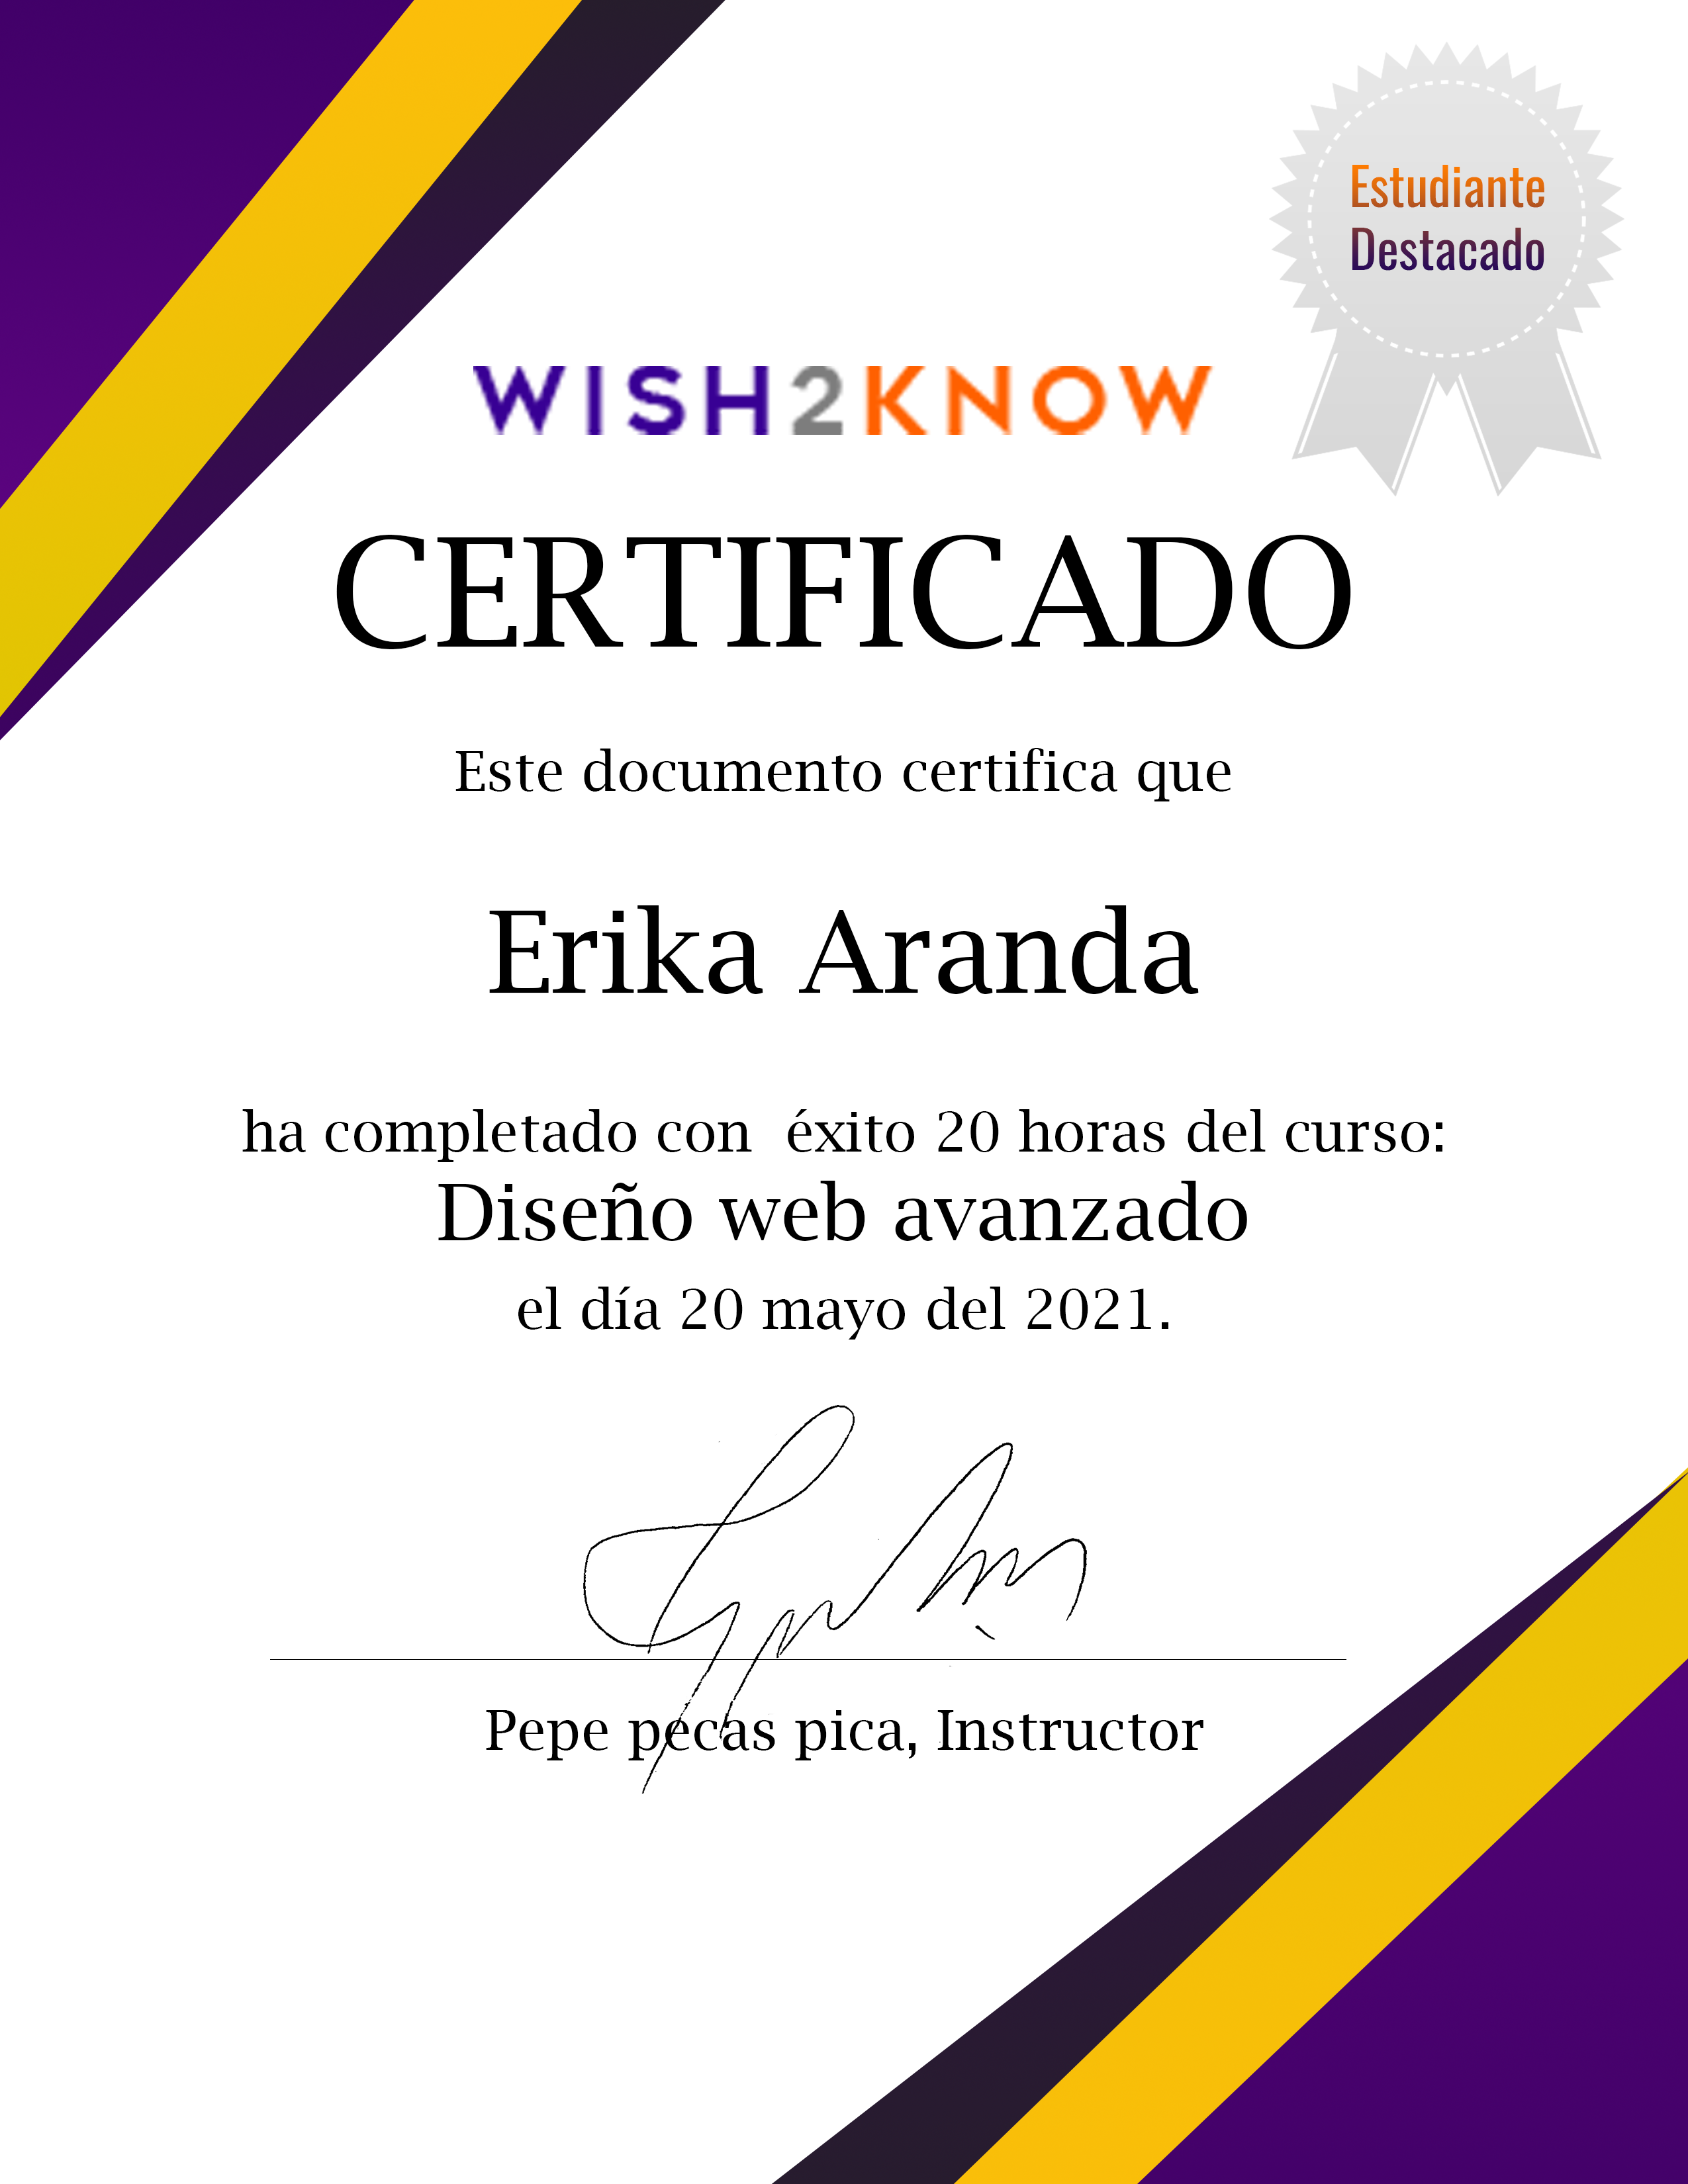 Estudiante
Destacado
WISH2KNOW
CERTIFICADO
Este documento certifica que
Erika Aranda
ha completado con  éxito 20 horas del curso:
Diseño web avanzado
el día 20 mayo del 2021.
Pepe pecas pica, Instructor